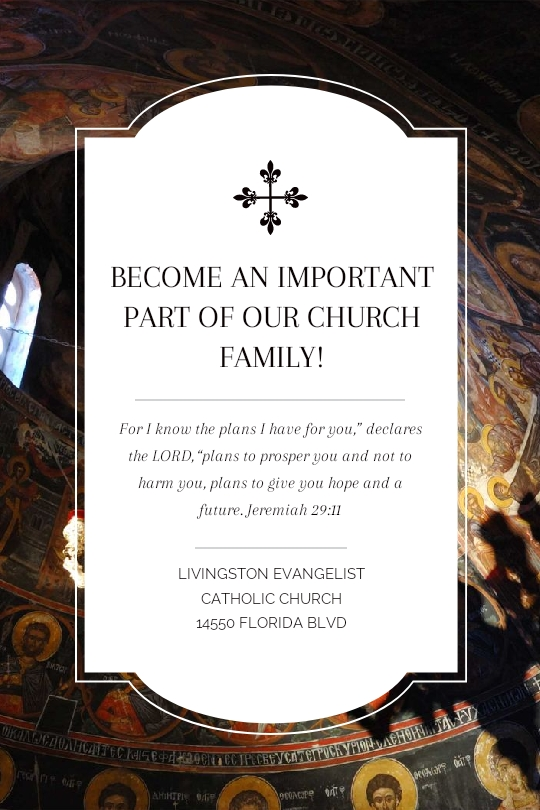 BECOME AN IMPORTANT
PART OF OUR CHURCH
FAMILY!
For I know the plans I have for you,” declares
the LORD, “plans to prosper you and not to
harm you, plans to give you hope and a
future. Jeremiah 29:11
LIVINGSTON EVANGELIST
CATHOLIC CHURCH
14550 FLORIDA BLVD